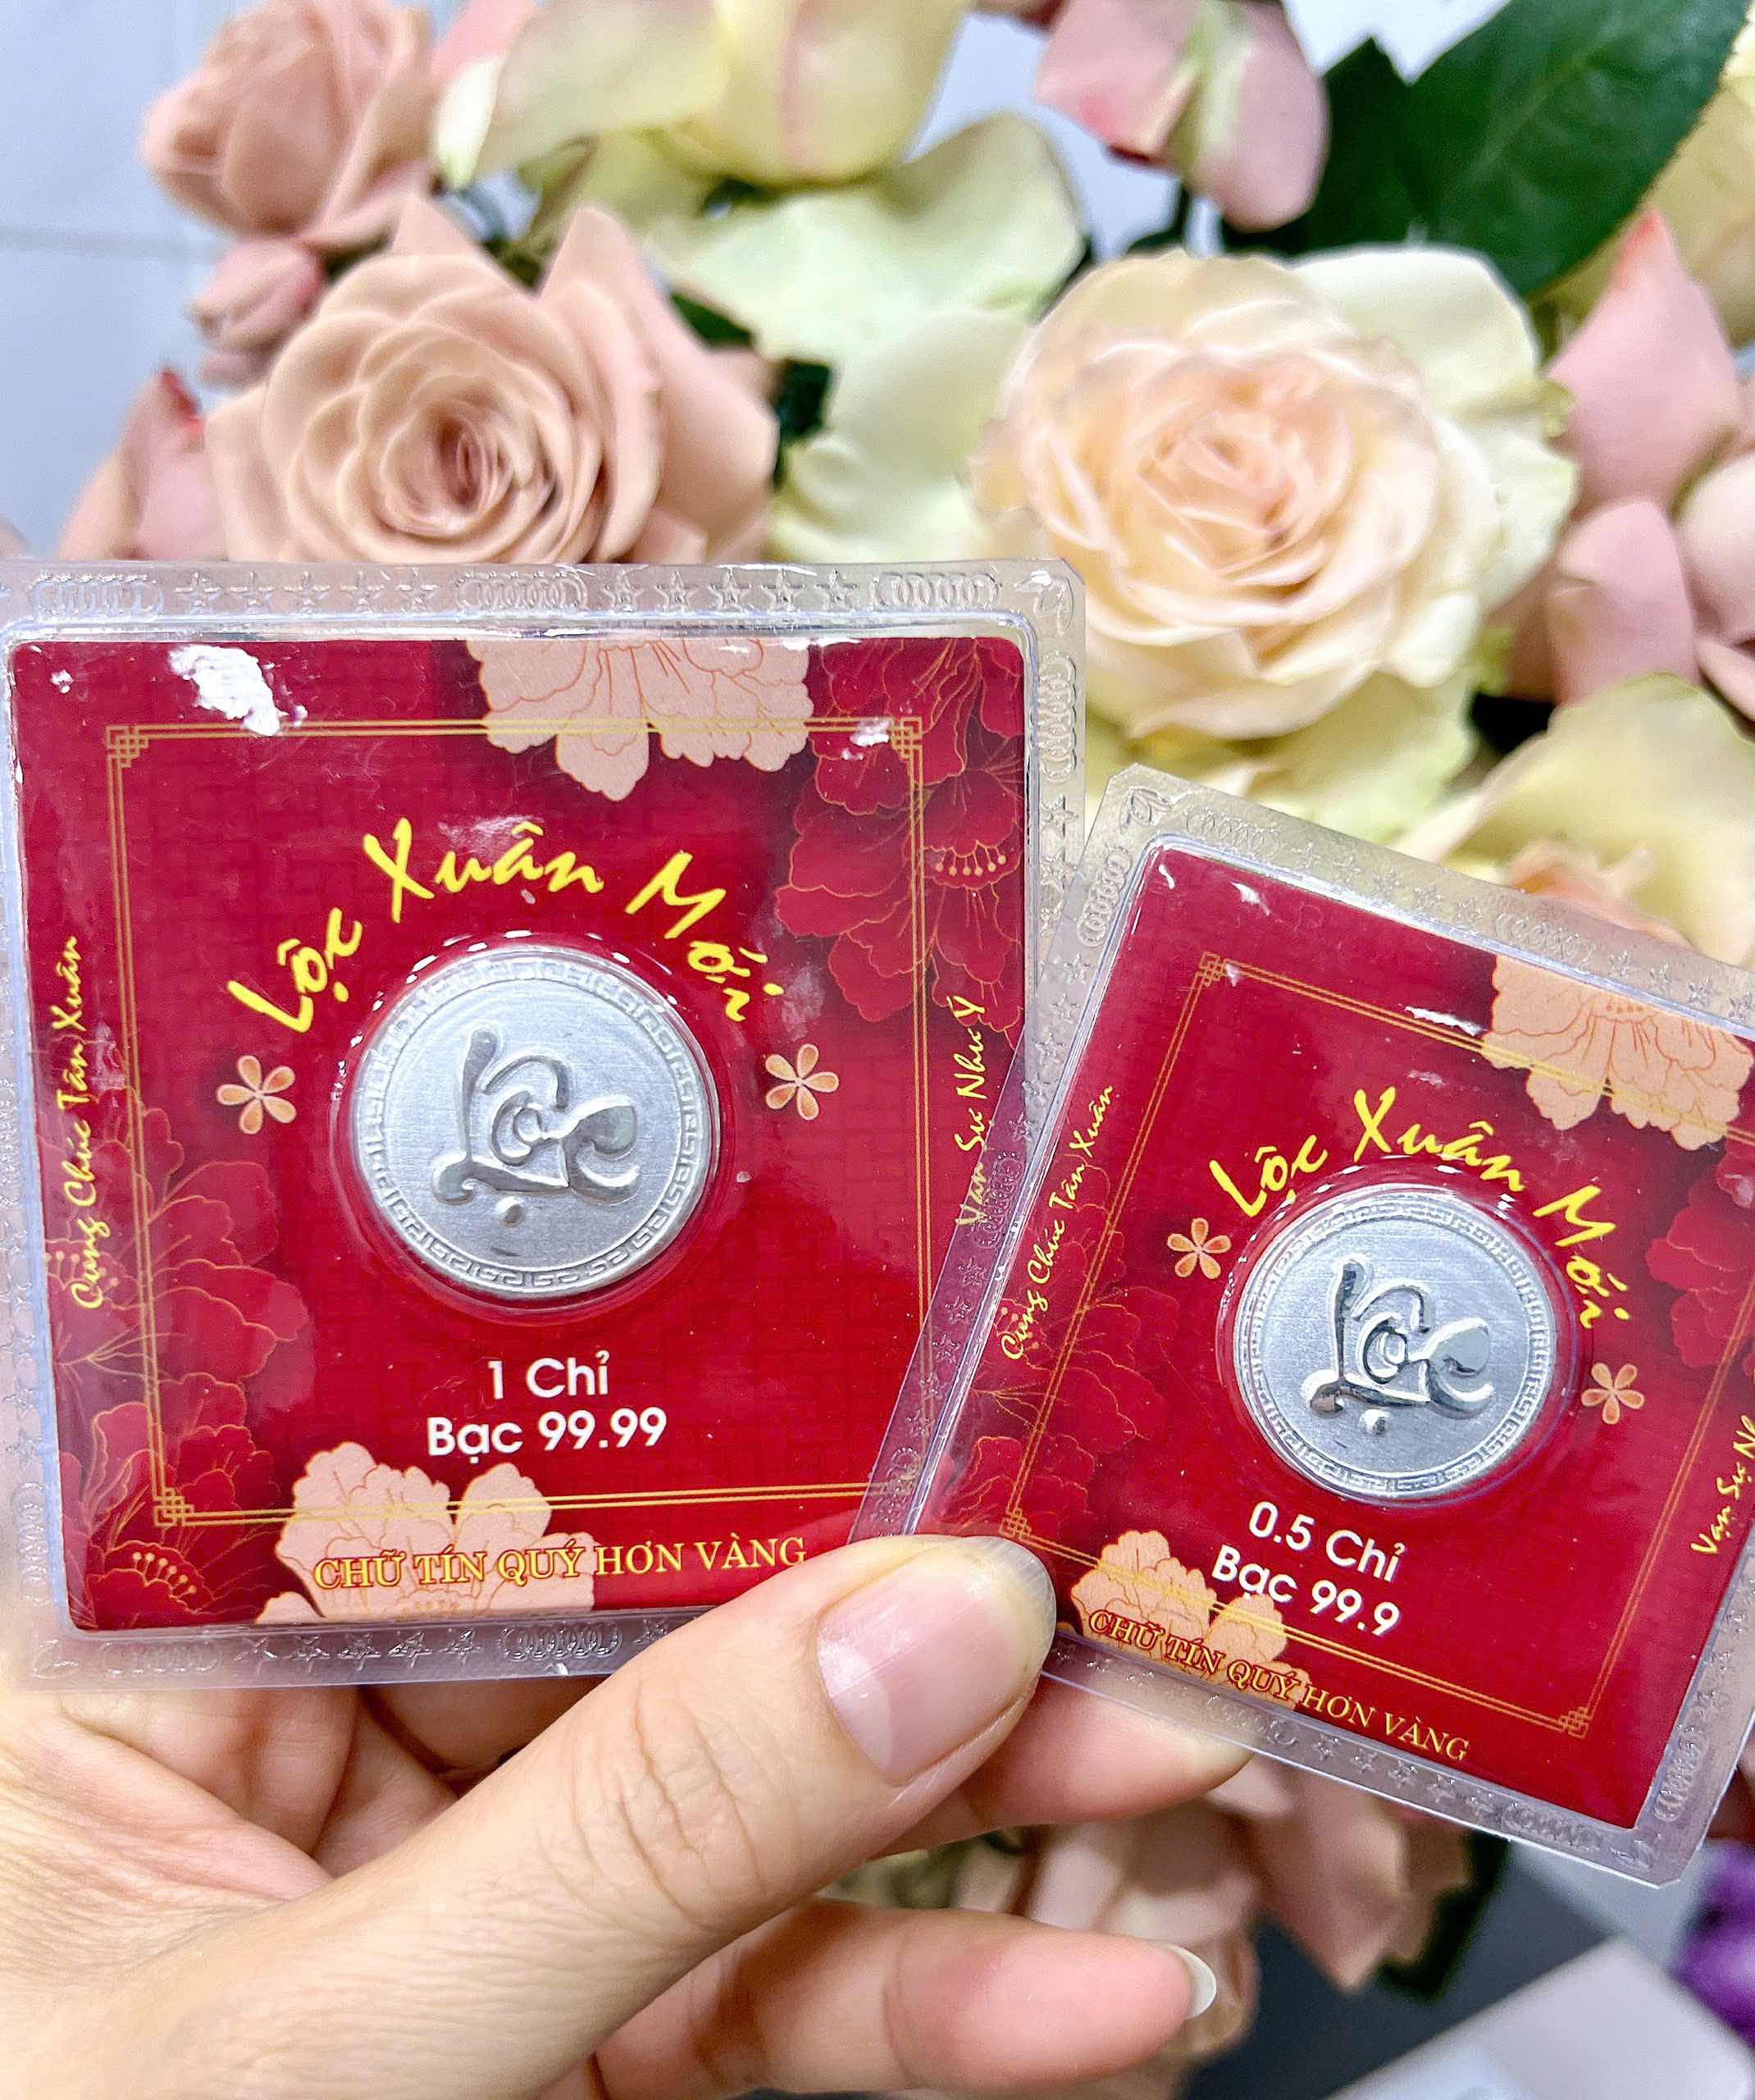 Lộc Xuân Mới
Cung Chúc Tân Xuân
Vạn Sự Như Ý
Lộc
1 Chỉ
Bạc 99.99
CHỮ TÍN QUÝ HƠN VÀNG
Lộc Xuân Mới
Cung Chúc Tân Xuân
Vạn Sự
Lộc
0.5 Chỉ
Bạc 99.9
CHỮ TÍN QUÝ HƠN VÀNG